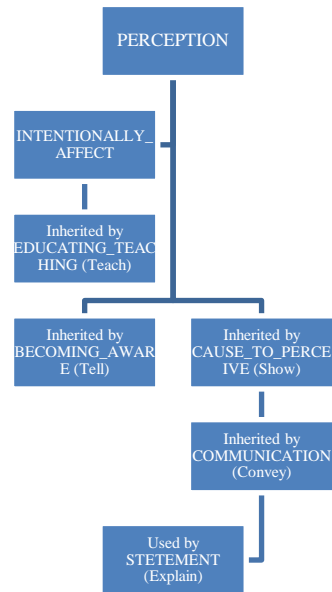 PERCEPTION
INTENTIONALLY_
AFFECT
Inherited by
EDUCATING_TEAC
HING (Teach)
Inherited by
BECOMING_AWAR
E (Tell)
Inherited by
CAUSE_TO_PERCE
IVE (Show)
Inherited by
COMMUNICATION
(Convey)
Used by
STETEMENT
(Explain)